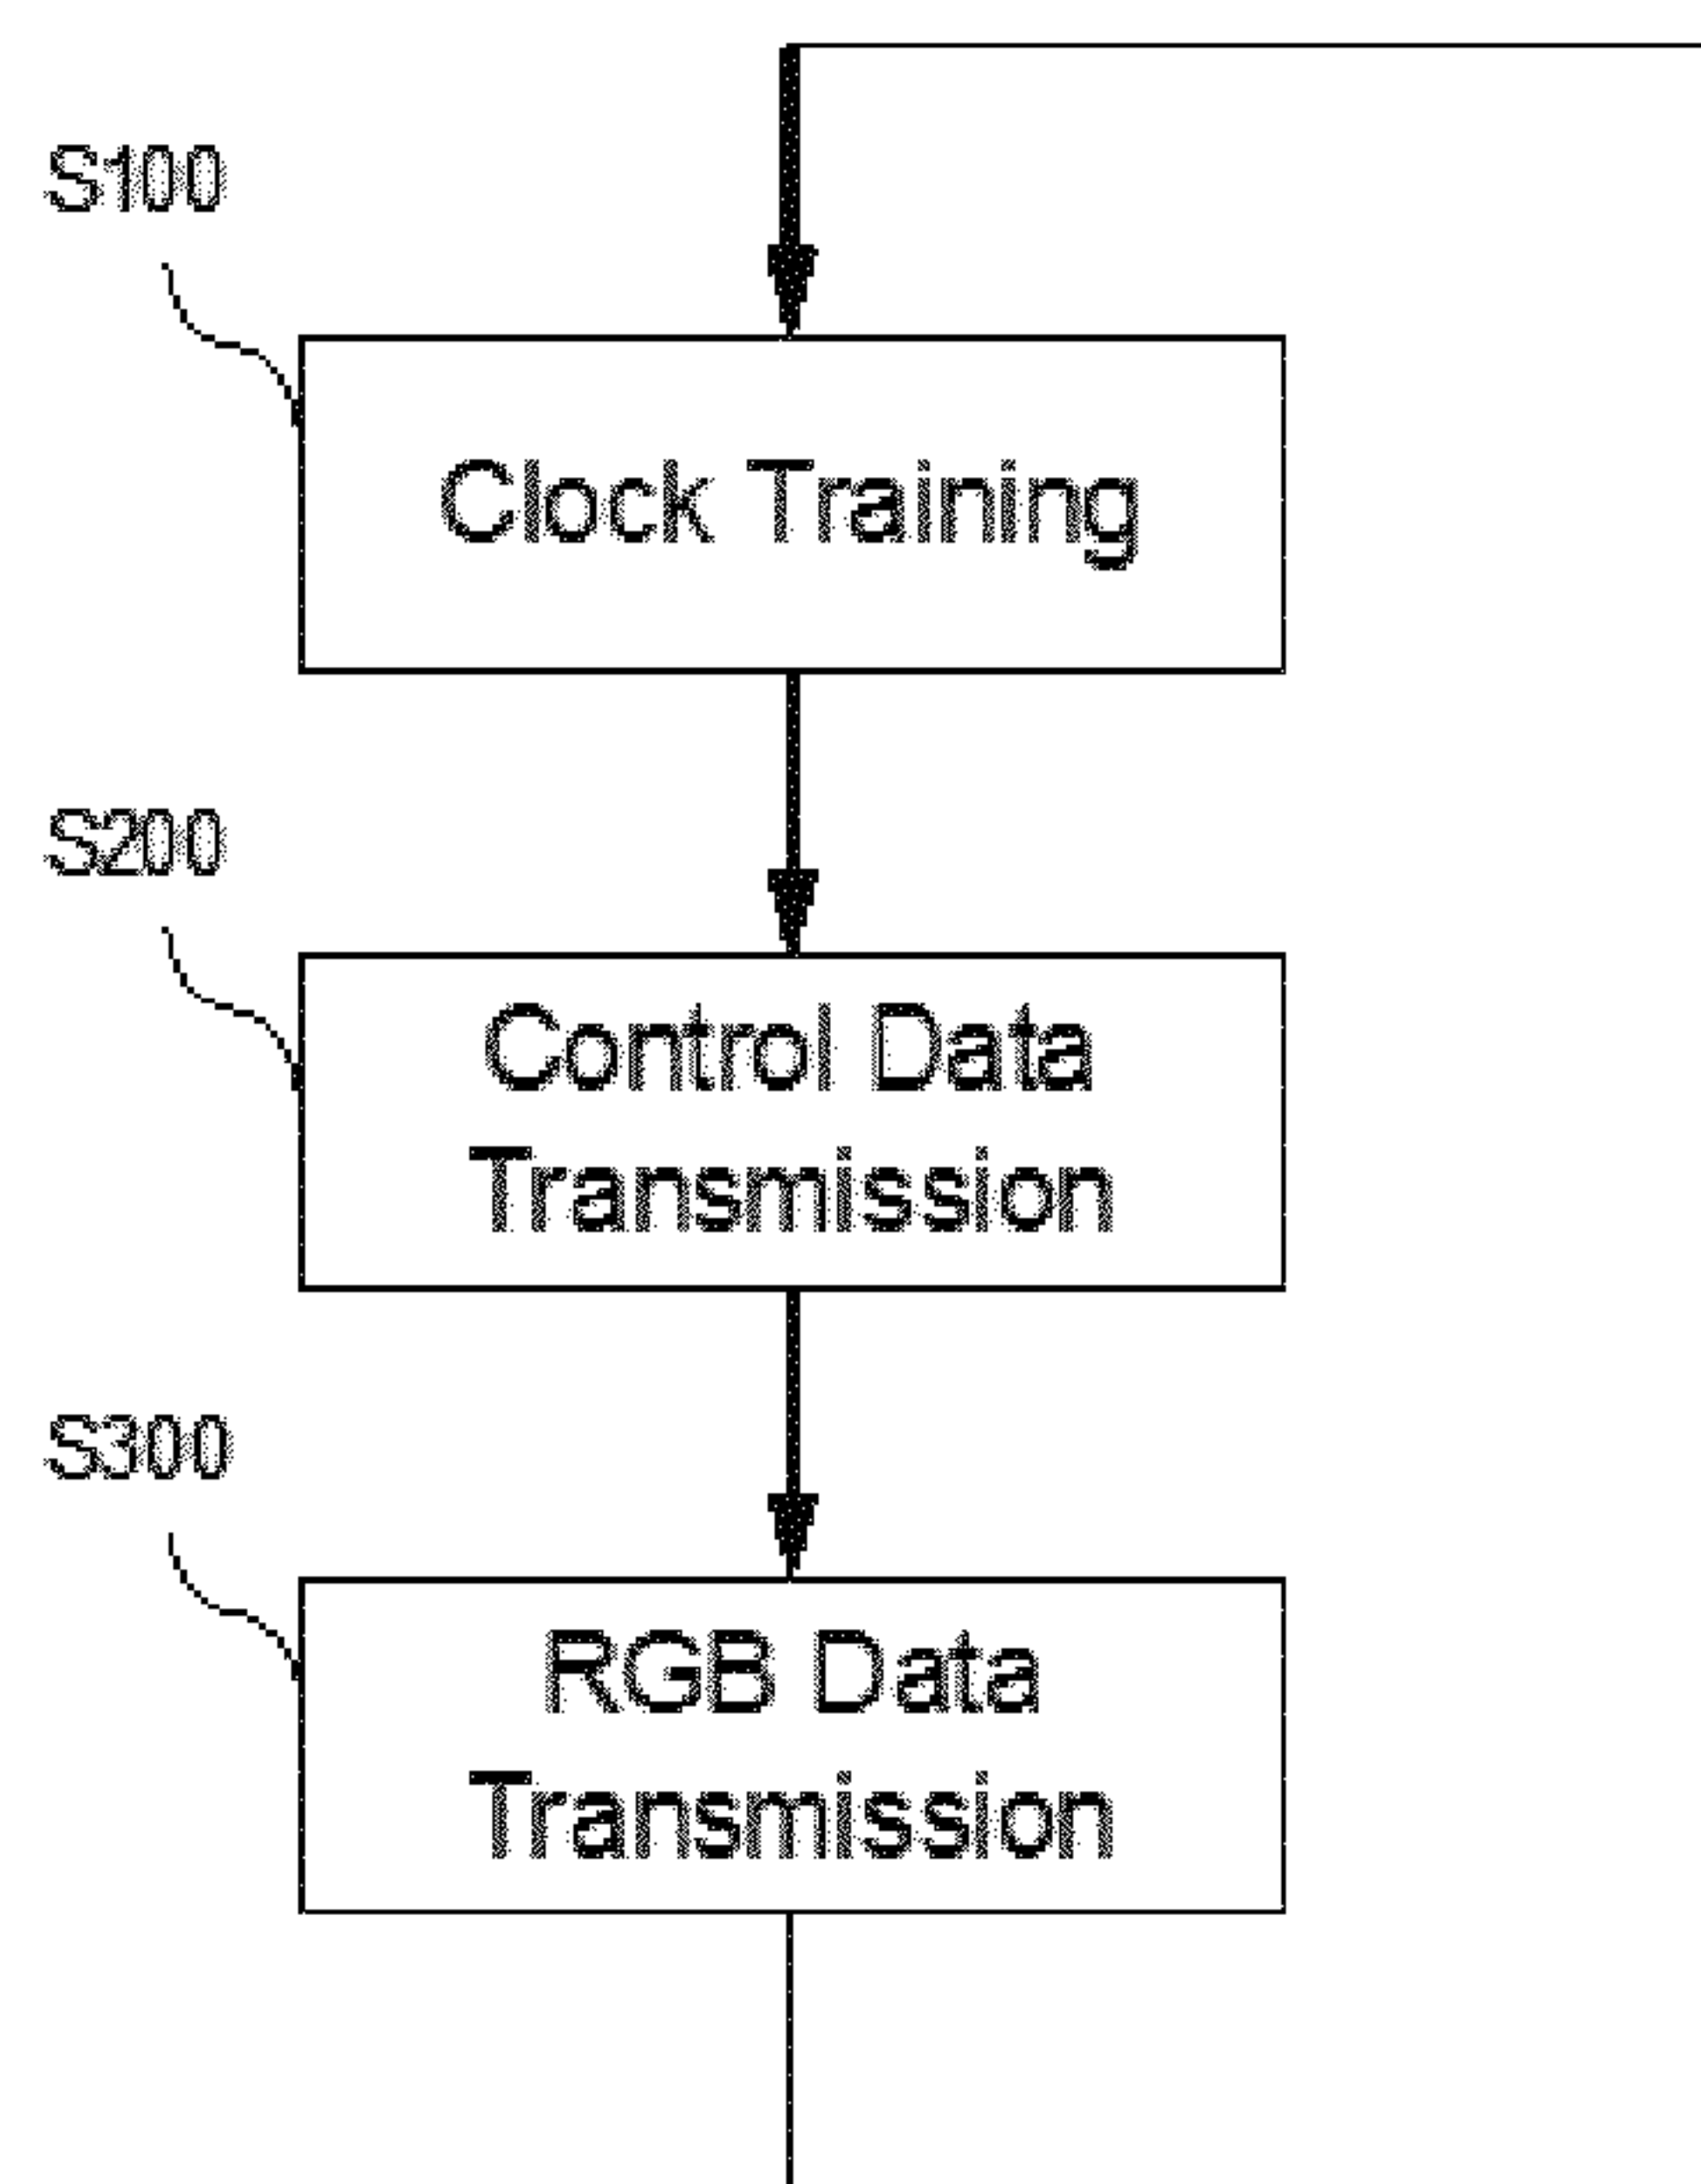 S100
Clock Training
S200
Control Data
Transmission
S300
RGB Data
Transmission